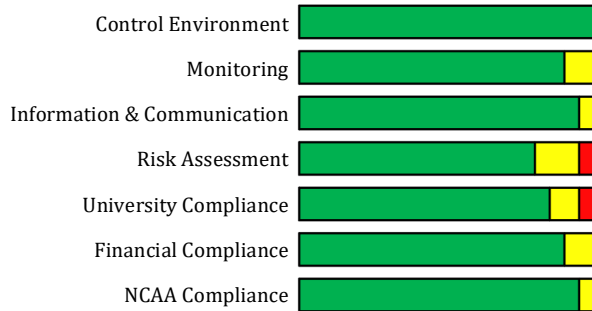 Control Environment
Monitoring
Information & Communication
Risk Assessment
University Compliance
Financial Compliance
NCAA Compliance